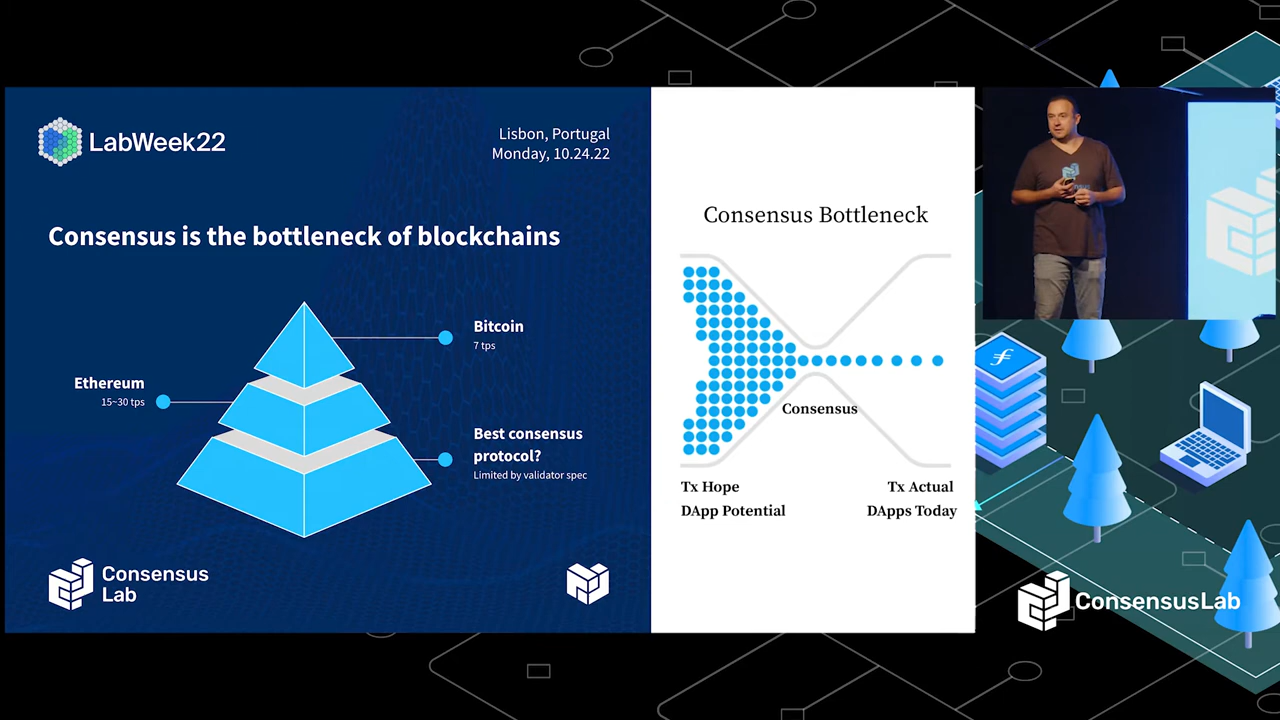 LabWeek22
Lisbon, Portugal
Monday, 10.24.22
Consensus is the bottleneck of blockchains
Bitcoin
7 tps
Ethereum
15~30 tps
Best consensus
protocol?
Limited by validator spec
Consensus
Lab
Consensus Bottleneck
Consensus
Tx Hope
DApp Potential
Tx Actual
DApps Today
ConsensusLab